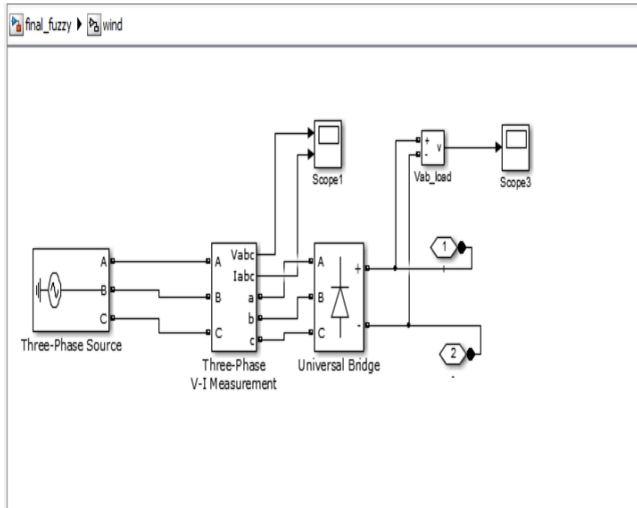 final_fuzzy wind
Scope1
+
-
v
Vab_load
Scope3
A
B
C
Three-Phase Source
A
B
C
Vabc
Iabc
a
b
c
Three-Phase
V-I Measurement
A
B
C
+
-
Universal Bridge
1
+
2
-